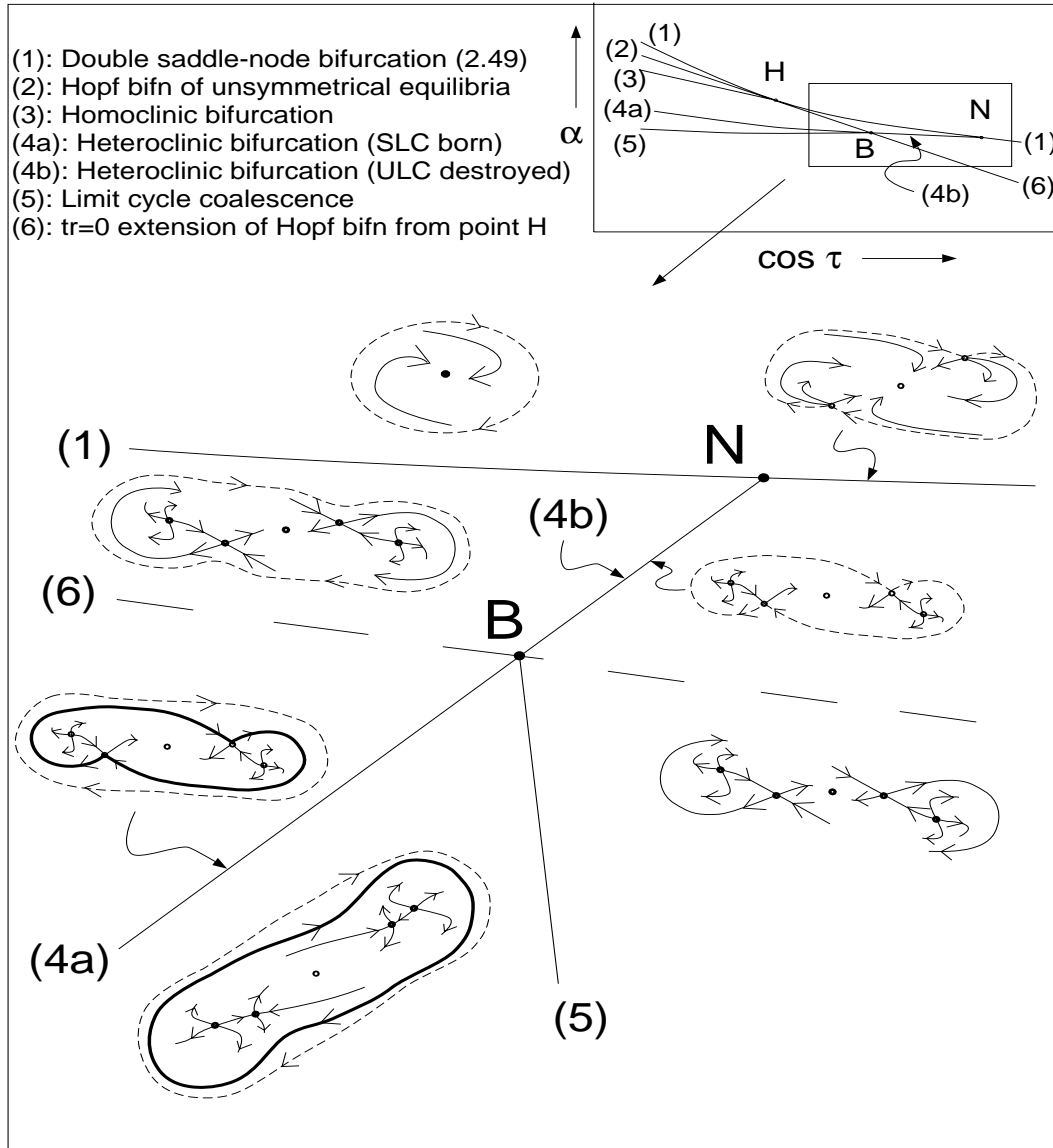 (1): Double saddle-node bifurcation (2.49)
(2): Hopf bifn of unsymmetrical equilibria
(3): Homoclinic bifurcation
(4a): Heteroclinic bifurcation (SLC born)
(4b): Heteroclinic bifurcation (ULC destroyed)
(5): Limit cycle coalescence
(6): tr=0 extension of Hopf bifn from point H
(1)
(2)
(3)
(4a)
(5)
α
H
N
B
(1)
(6)
(4b)
cos τ
(1)
N
(4b)
(6)
B
(4a)
(5)